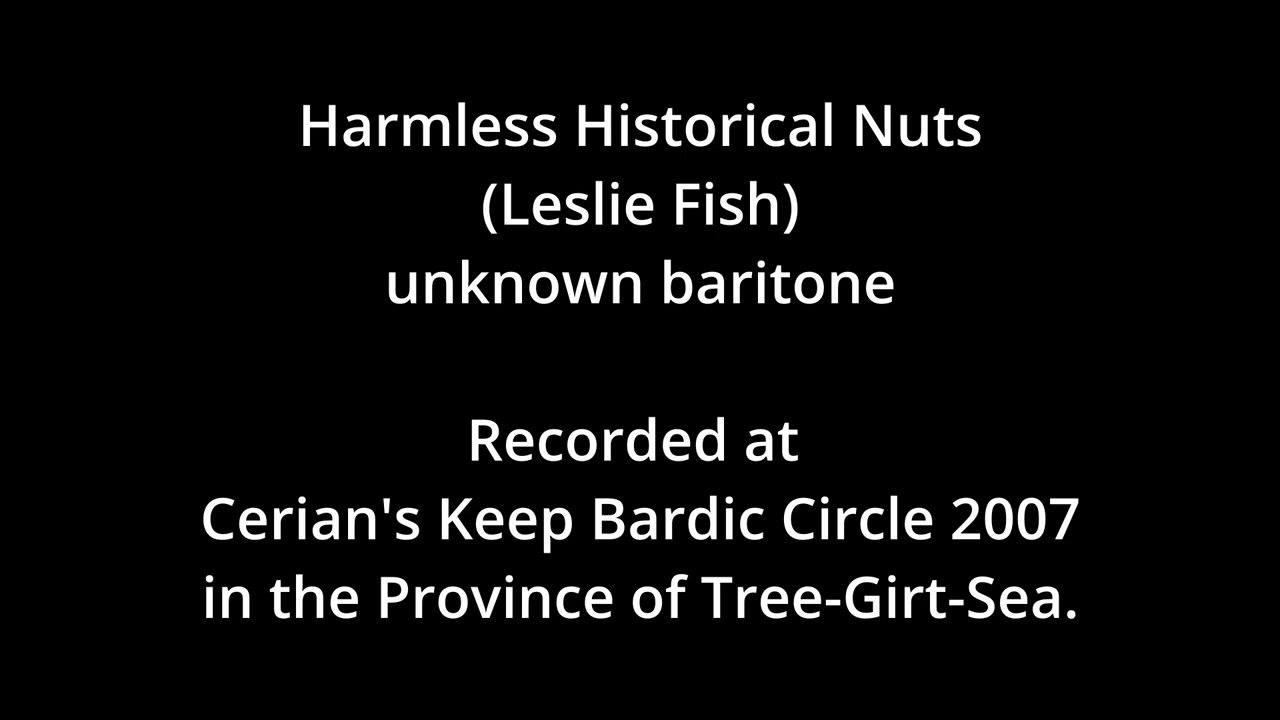 Harmless Historical Nuts
(Leslie Fish)
unknown baritone
Recorded at
Cerian's Keep Bardic Circle 2007
in the Province of Tree-Girt-Sea.